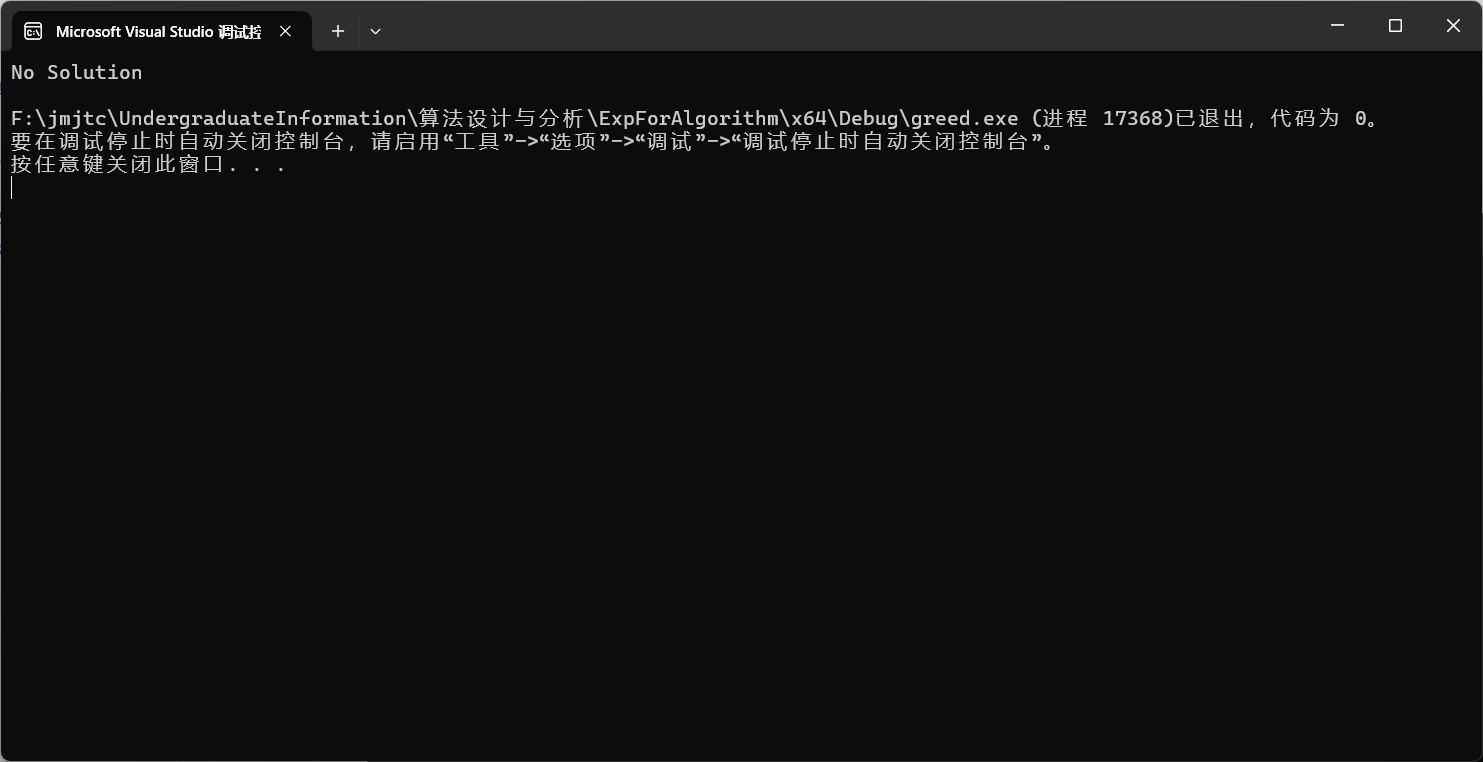 Microsoft Visual Studio 调试控
No Solution
F:\jmjtc\UndergraduateInformation\算法设计与分析\ExpForAlgorithm\x64\Debug\greed.exe (进程 17368)已退出，代码为 0。
要在调试停止时自动关闭控制台，请启用“工具”->“选项”->“调试”->“调试停止时自动关闭控制台”。
按任意键关闭此窗口. . .